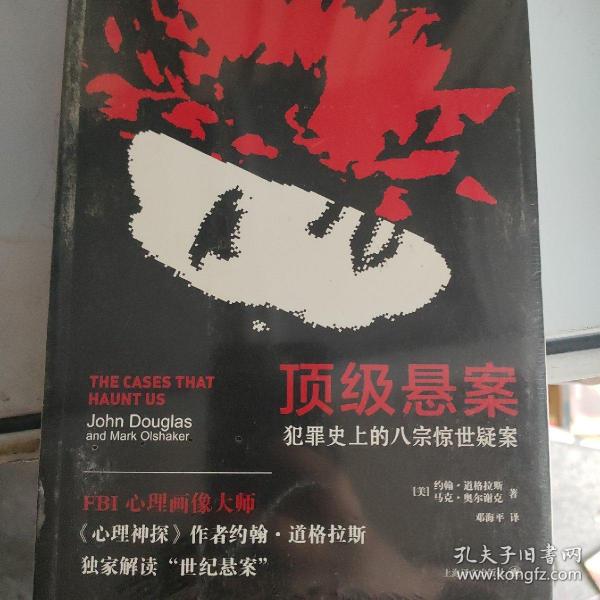 THE CASES THAT
HAUNT US
John Douglas
and Mark Olshaker
顶级悬案
犯罪史上的八宗惊世疑案
[美] 约翰·道格拉斯
马克·奥尔谢克 著
邓海平 译
FBI 心理画像大师
《心理神探》作者约翰·道格拉斯
独家解读“世纪悬案”
孔夫子旧书网
www.kongfz.com